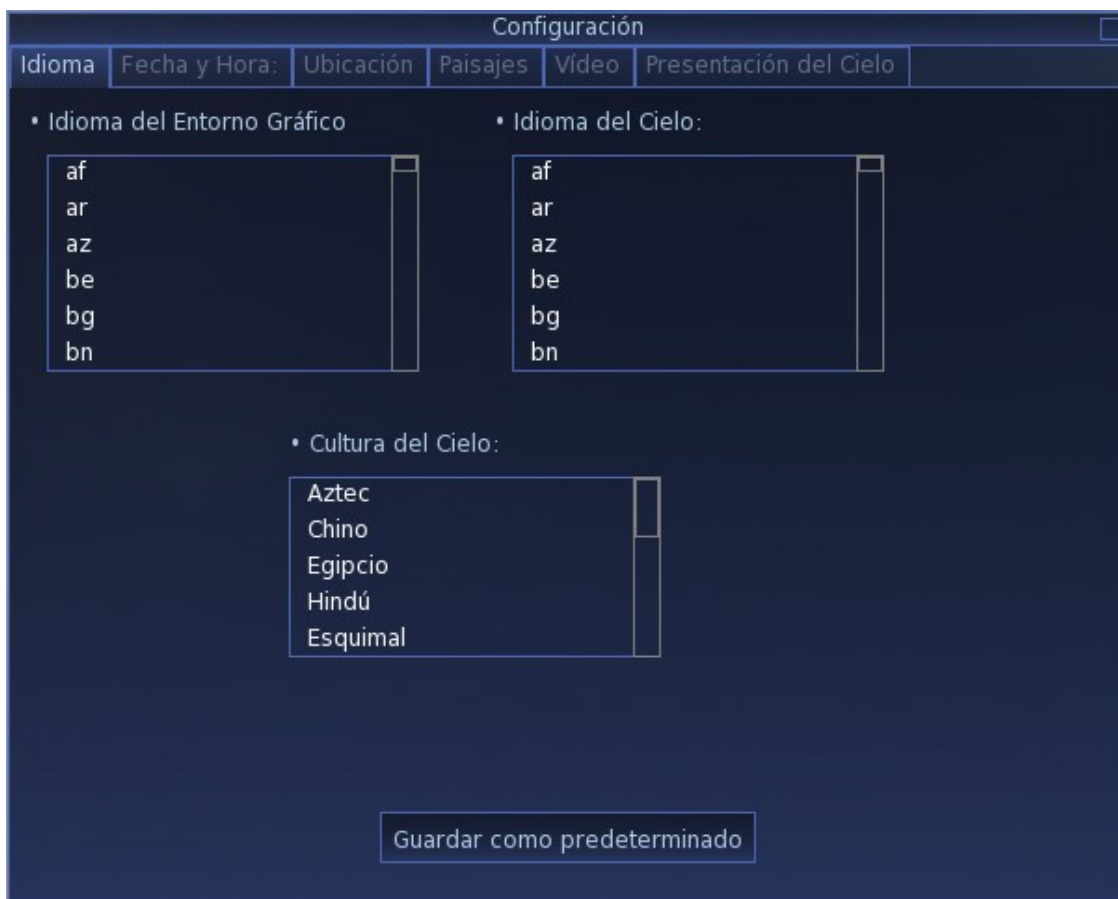 Configuración
Idioma Fecha y Hora: Ubicación Paisajes Vídeo Presentación del Cielo
• Idioma del Entorno Gráfico
af
ar
az
be
bg
bn
• Idioma del Cielo:
af
ar
az
be
bg
bn
• Cultura del Cielo:
Aztec
Chino
Egipcio
Hindú
Esquimal
Guardar como predeterminado